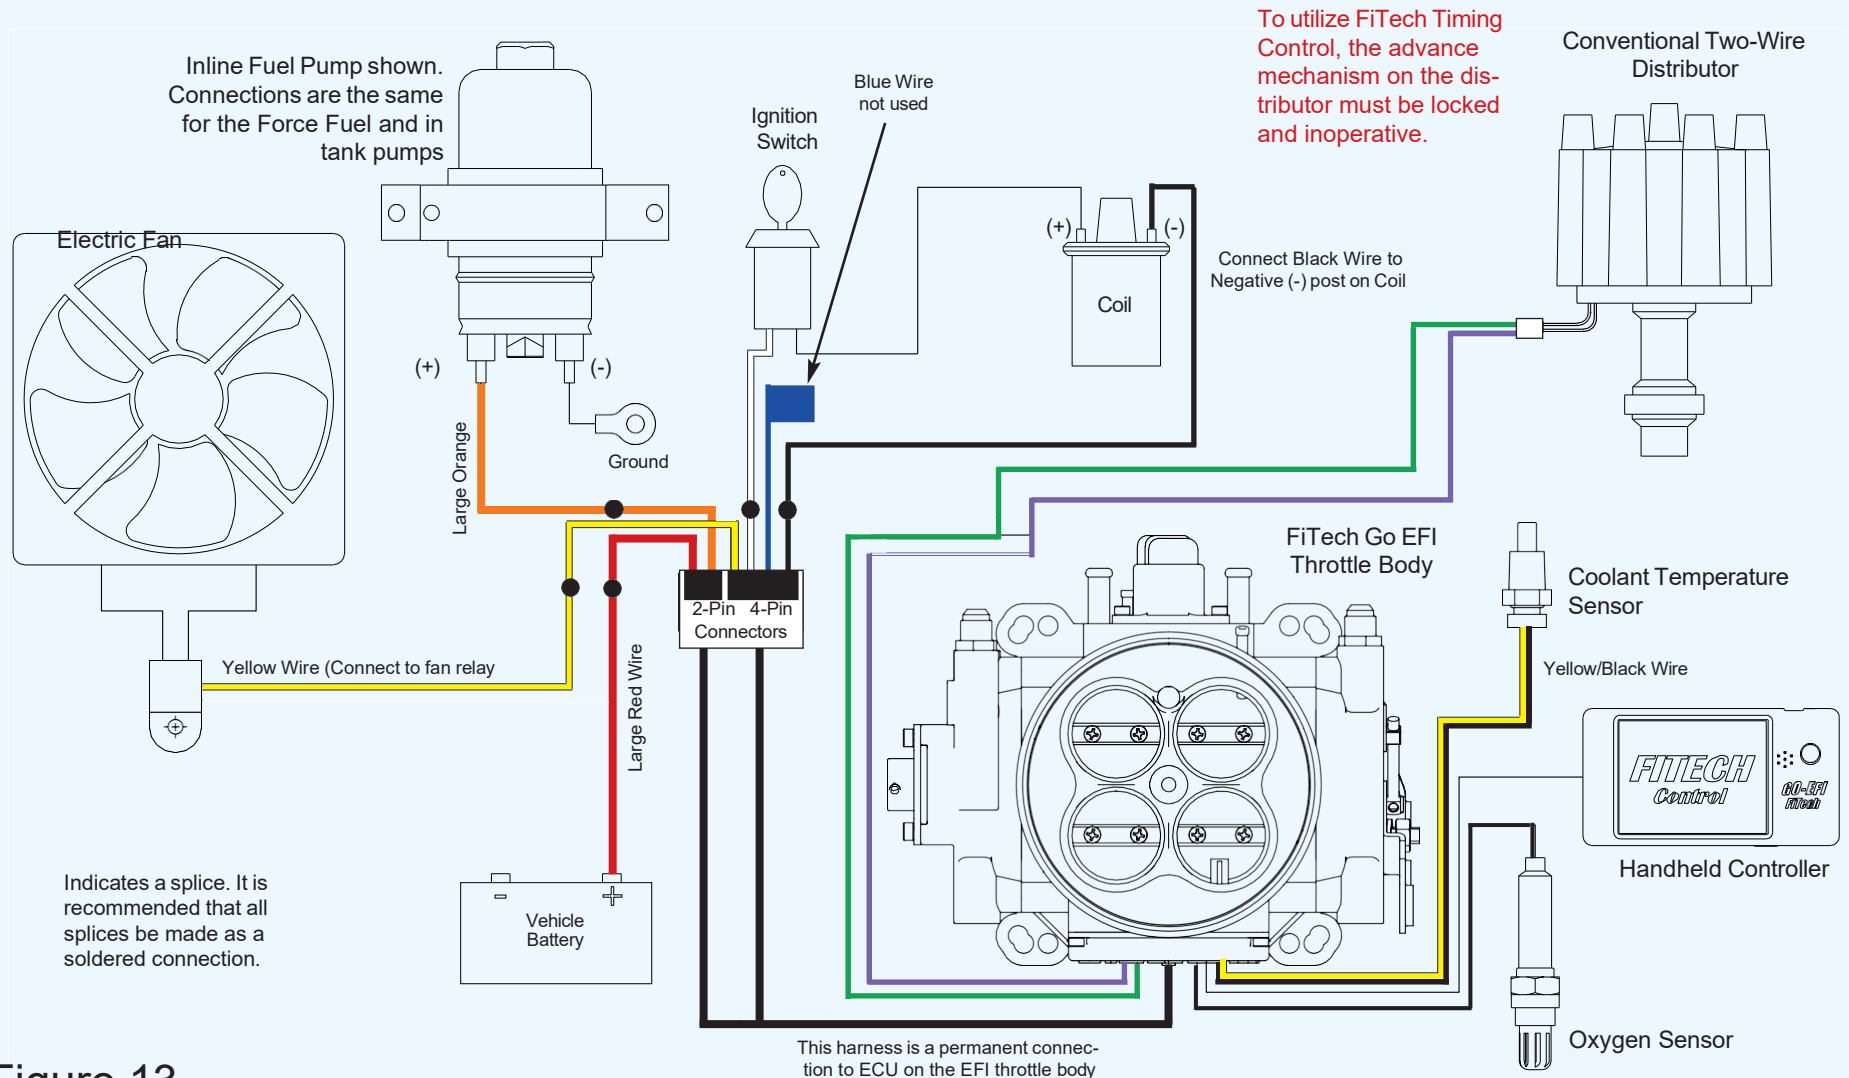 Inline Fuel Pump shown.
Connections are the same
for the Force Fuel and in
tank pumps
Ignition
Switch
Blue Wire
not used
To utilize FiTech Timing
Control, the advance
mechanism on the dis-
tributor must be locked
and inoperative.
Conventional Two-Wire
Distributor
Electric Fan
(+)
(-)
Ground
Large Orange
(+)
(-)
Coil
Connect Black Wire to
Negative (-) post on Coil
2-Pin 4-Pin
Connectors
FiTech Go EFI
Throttle Body
Coolant Temperature
Sensor
Yellow/Black Wire
Yellow Wire (Connect to fan relay
Large Red Wire
FITECH
Control
GO-EFI
FiTech
Handheld Controller
Indicates a splice. It is
recommended that all
splices be made as a
soldered connection.
- +
Vehicle
Battery
Oxygen Sensor
This harness is a permanent connec-
tion to ECU on the EFI throttle body
Figure 13